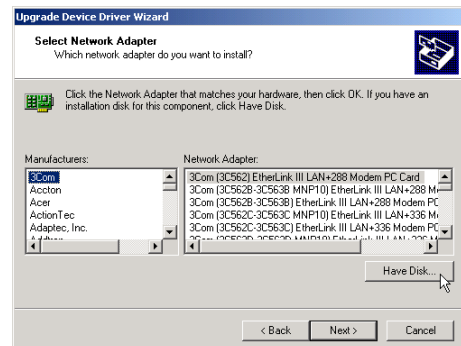 Upgrade Device Driver Wizard
Select Network Adapter
Which network adapter do you want to install?
Click the Network Adapter that matches your hardware, then click OK. If you have an
installation disk for this component, click Have Disk.
Manufacturers:
3Com
Accton
Acer
ActionTec
Adaptec, Inc.
Network Adapter:
3Com (3C562) EtherLink III LAN+288 Modem PC Card
3Com (3C562B-3C563B MNP10) EtherLink III LAN+288 Mo
3Com (3C562B-3C563B) EtherLink III LAN+288 Modem PC
3Com (3C562C-3C563C MNP10) EtherLink III LAN+336 Mo
3Com (3C562C-3C563C) EtherLink III LAN+336 Modem PC
Have Disk...
< Back
Next >
Cancel